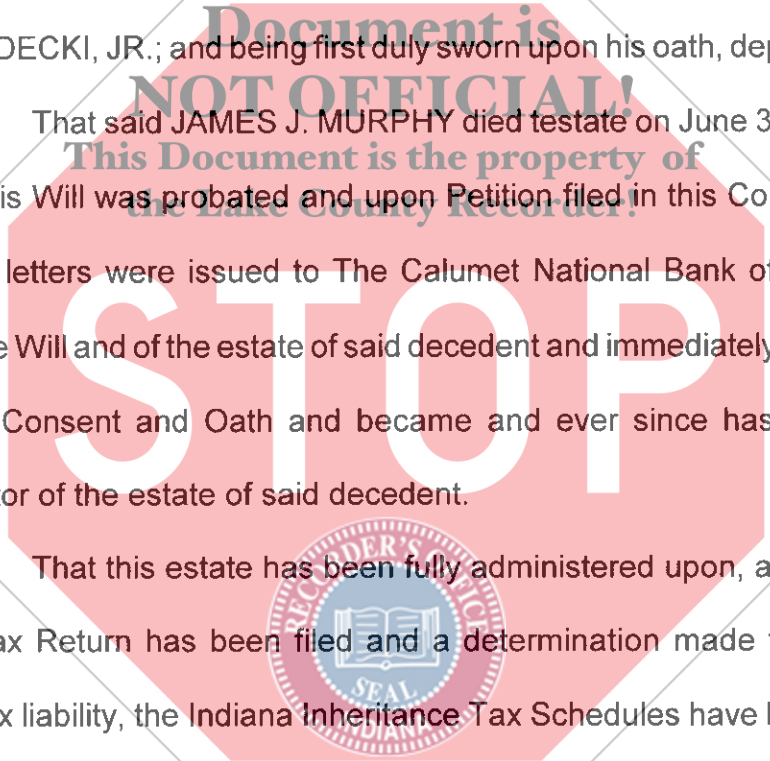 Document is
DECKI, JR.; and being first duly sworn upon his oath, dep
NOT OFFICIAL!
That said JAMES J. MURPHY died testate on June 3
This Document is the property of
is Will was probated and upon Petition filed in this Co
the Lake County Recorder!
letters were issued to The Calumet National Bank of
e Will and of the estate of said decedent and immediately
STOP
Consent and Oath and became and ever since has
tor of the estate of said decedent.
That this estate has been fully administered upon, a
ax Return has been filed and a determination made
x liability, the Indiana Inheritance Tax Schedules have
RECORDER'S OFFICE
SEAL
INDIANA